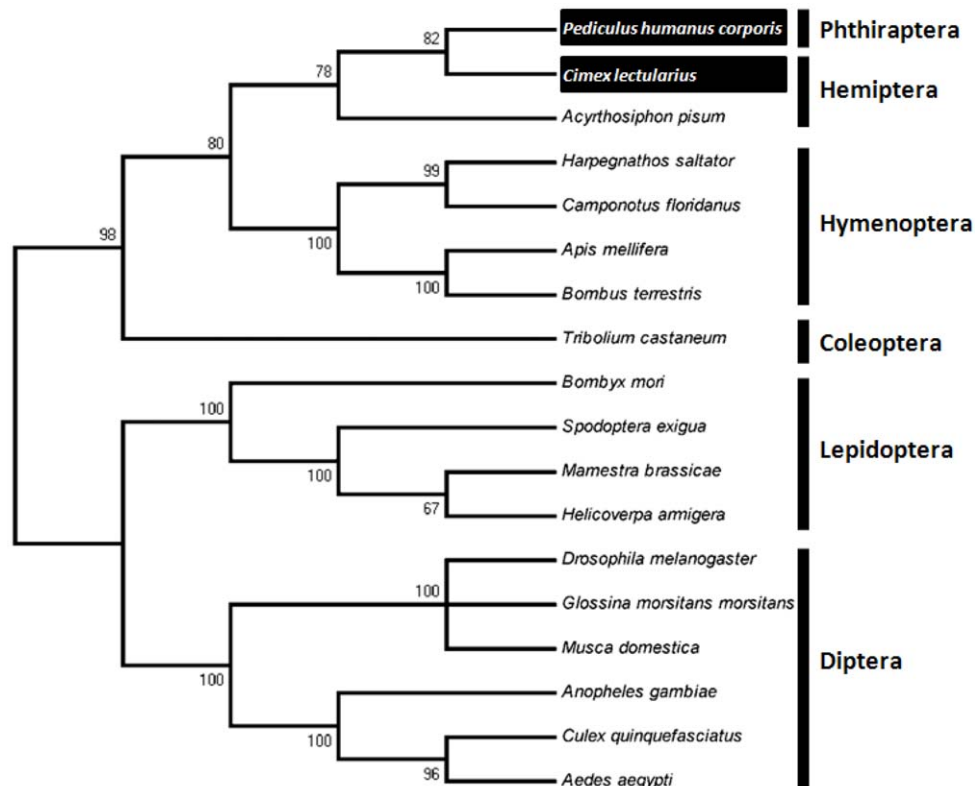 82
Pediculus humanus corporis
Phthiraptera
78
Cimex lectularius
Hemiptera
Acyrthosiphon pisum
80
99
Harpegnathos saltator
Camponotus floridanus
Hymenoptera
98
100
Apis mellifera
100
Bombus terrestris
Tribolium castaneum
Coleoptera
100
Bombyx mori
Spodoptera exigua
Lepidoptera
100
Mamestra brassicae
67
Helicoverpa armigera
Drosophila melanogaster
100
Glossina morsitans morsitans
Musca domestica
Diptera
100
Anopheles gambiae
100
Culex quinquefasciatus
96
Aedes aegypti